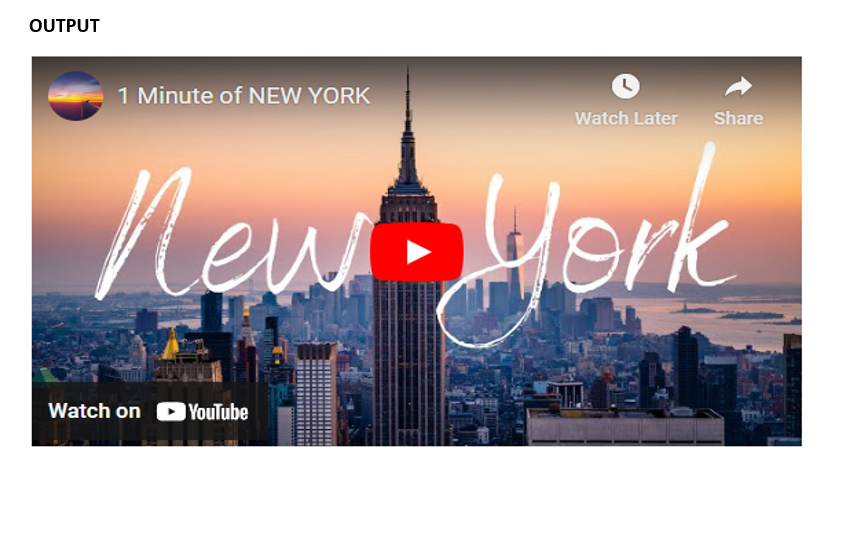 OUTPUT
1 Minute of NEW YORK
Watch Later
Share
New York
Watch on YouTube